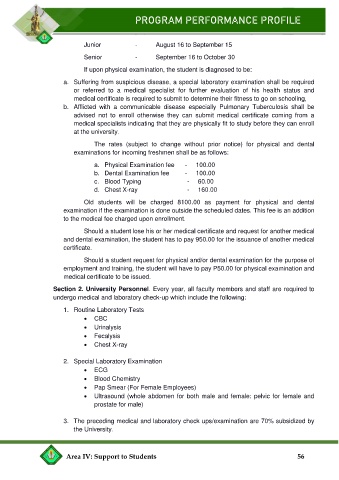 PROGRAM PERFORMANCE PROFILE
Junior - August 16 to September 15
Senior - September 16 to October 30
If upon physical examination, the student is diagnosed to be:
a. Suffering from suspicious disease, a special laboratory examination shall be required
or referred to a medical specialist for further evaluation of his health status and
medical certificate is required to submit to determine their fitness to go on schooling,
b. Afflicted with a communicable disease especially Pulmonary Tuberculosis shall be
advised not to enroll otherwise they can submit medical certificate coming from a
medical specialists indicating that they are physically fit to study before they can enroll
at the university.
The rates (subject to change without prior notice) for physical and dental
examinations for incoming freshmen shall be as follows:
a. Physical Examination fee - 100.00
b. Dental Examination fee - 100.00
c. Blood Typing - 60.00
d. Chest X-ray - 160.00
Old students will be charged 8100.00 as payment for physical and dental
examination if the examination is done outside the scheduled dates. This fee is an addition
to the medical fee charged upon enrollment.
Should a student lose his or her medical certificate and request for another medical
and dental examination, the student has to pay 950.00 for the issuance of another medical
certificate.
Should a student request for physical and/or dental examination for the purpose of
employment and training, the student will have to pay P50.00 for physical examination and
medical certificate to be issued.
Section 2. University Personnel. Every year, all faculty members and staff are required to
undergo medical and laboratory check-up which include the following:
1. Routine Laboratory Tests
• CBC
• Urinalysis
• Fecalysis
• Chest X-ray
2. Special Laboratory Examination
• ECG
• Blood Chemistry
• Pap Smear (For Female Employees)
• Ultrasound (whole abdomen for both male and female: pelvic for female and
prostate for male)
3. The preceding medical and laboratory check ups/examination are 70% subsidized by
the University.
Area IV: Support to Students 56